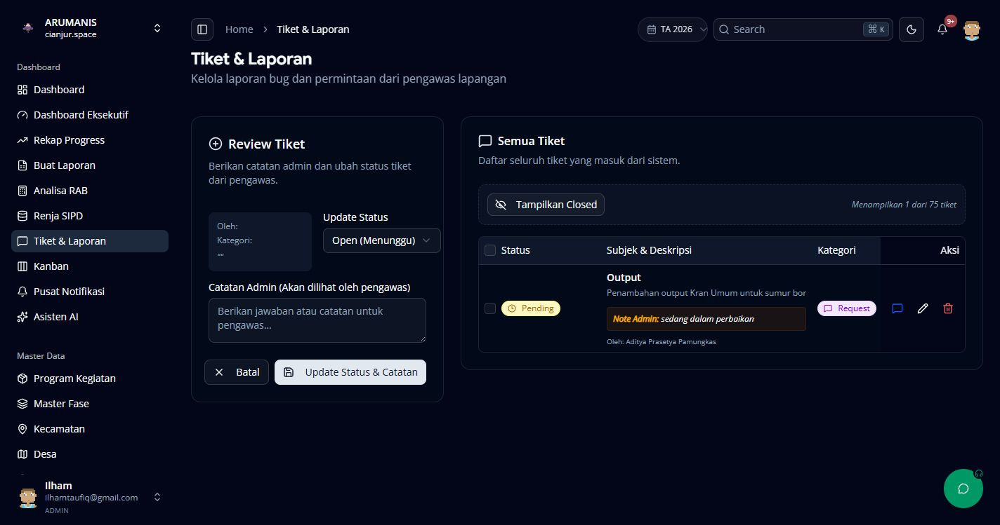 ARUMANIS
cianjur.space
Dashboard
Dashboard
Dashboard Eksekutif
Rekap Progress
Buat Laporan
Analisa RAB
Renja SIPD
Tiket & Laporan
Kanban
Pusat Notifikasi
Asisten AI
Master Data
Program Kegiatan
Master Fase
Kecamatan
Desa
Ilham
ilhamtaufiq@gmail.com
ADMIN
Home > Tiket & Laporan
TA 2026
Search
⌘ K
9+
Tiket & Laporan
Kelola laporan bug dan permintaan dari pengawas lapangan
Review Tiket
Berikan catatan admin dan ubah status tiket
dari pengawas.
Oleh:
Kategori:
""
Update Status
Open (Menunggu)
Catatan Admin (Akan dilihat oleh pengawas)
Berikan jawaban atau catatan untuk
pengawas...
Batal
Update Status & Catatan
Semua Tiket
Daftar seluruh tiket yang masuk dari sistem.
Tampilkan Closed
Menampilkan 1 dari 75 tiket
Status Subjek & Deskripsi Kategori Aksi
Pending
Output
Penambahan output Kran Umum untuk sumur bor
Note Admin: sedang dalam perbaikan
Oleh: Aditya Prasetya Pamungkas
Request